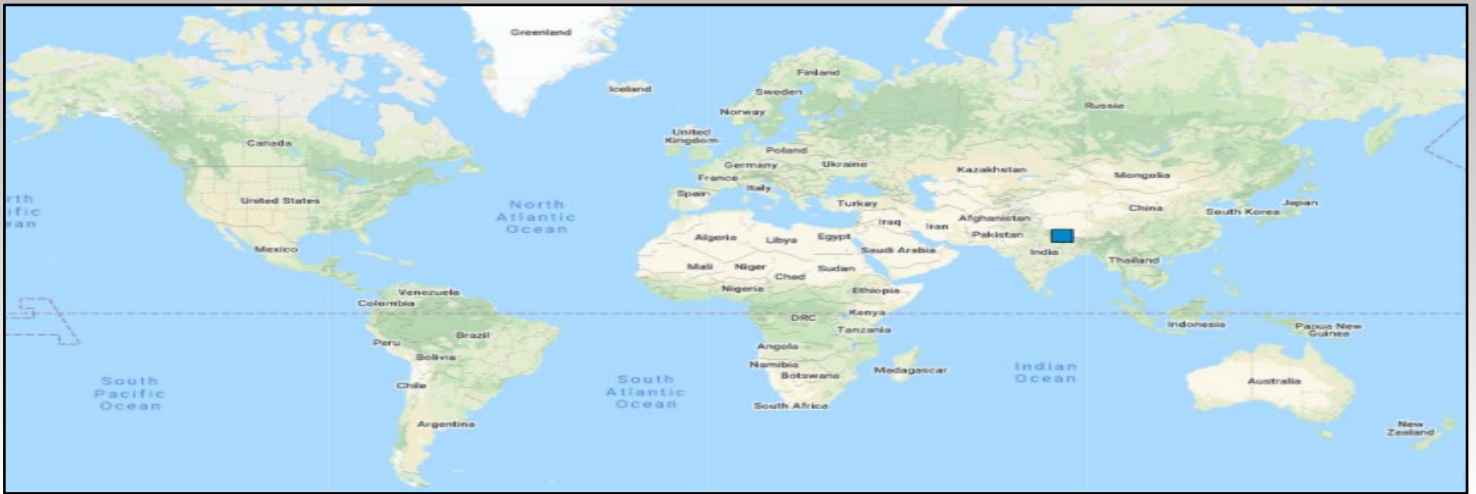 Greenland
Iceland
Finland
Sweden
Norway
Russia
United
Kingdom
Canada
Poland
Germany
Ukraine
France
Kazakhstan
Mongolia
Spain
Italy
Turkey
United States
North
Atlantic
Ocean
rth
ific
ean
Iraq
Iran
Afghanistan
Pakistan
China
South Korea
Japan
Mexico
Algeria
Libya
Egypt
Saudi Arabia
India
Thailand
Mali
Niger
Chad
Sudan
Nigeria
Ethiopia
Venezuela
Colombia
DRC
Kenya
Tanzania
Indonesia
Papua New
Guinea
Peru
Brazil
Bolivia
Angola
Namibia
Botswana
Madagascar
Indian
Ocean
South
Pacific
Ocean
Chile
South
Atlantic
Ocean
South Africa
Australia
Argentina
New
Zealand